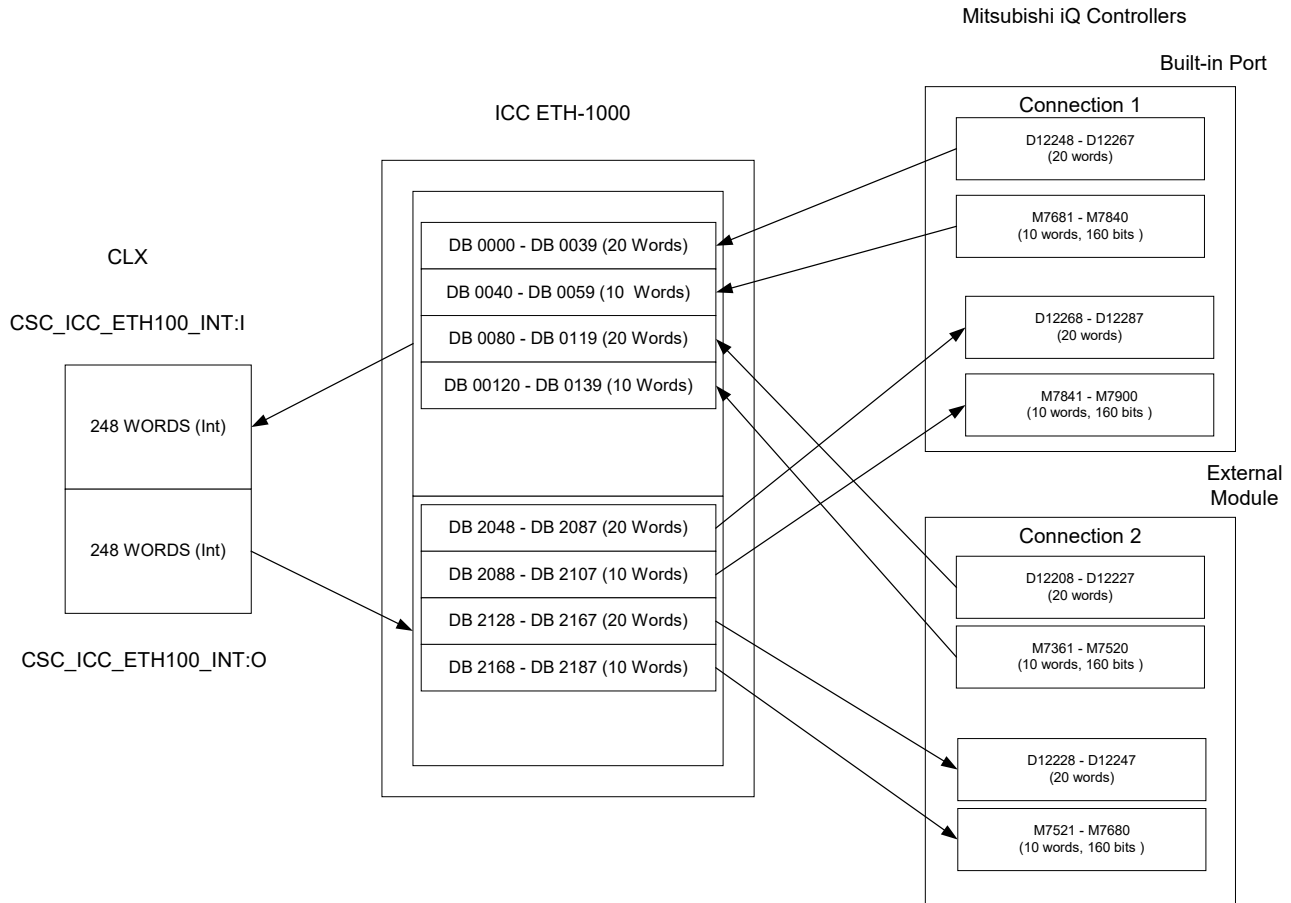 Mitsubishi iQ Controllers
Built-in Port
ICC ETH-1000
Connection 1
D12248 - D12267
(20 words)
M7681 - M7840
(10 words, 160 bits )
D12268 - D12287
(20 words)
M7841 - M7900
(10 words, 160 bits )
DB 0000 - DB 0039 (20 Words)
DB 0040 - DB 0059 (10  Words)
DB 0080 - DB 0119 (20 Words)
DB 00120 - DB 0139 (10 Words)
CLX
CSC_ICC_ETH100_INT:I
248 WORDS (Int)
248 WORDS (Int)
CSC_ICC_ETH100_INT:O
DB 2048 - DB 2087 (20 Words)
DB 2088 - DB 2107 (10 Words)
DB 2128 - DB 2167 (20 Words)
DB 2168 - DB 2187 (10 Words)
External
Module
Connection 2
D12208 - D12227
(20 words)
M7361 - M7520
(10 words, 160 bits )
D12228 - D12247
(20 words)
M7521 - M7680
(10 words, 160 bits )